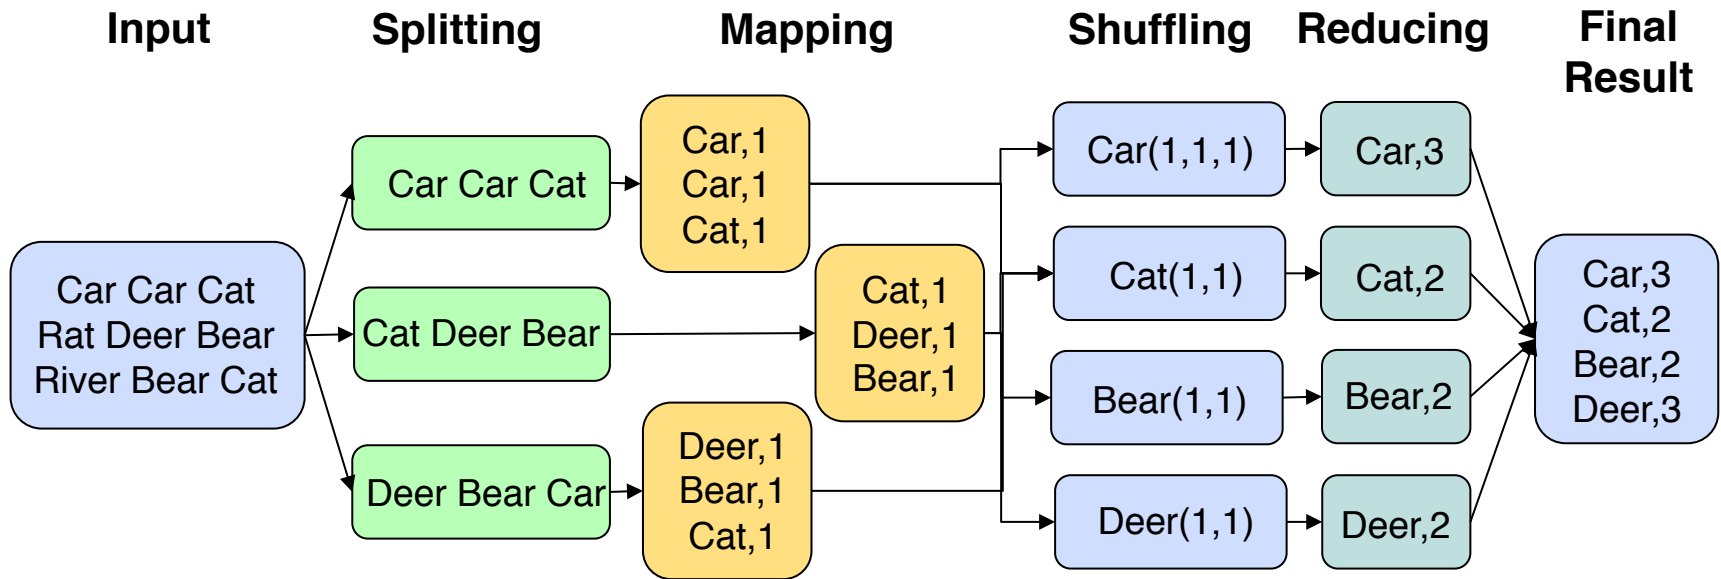 Input
Splitting
Mapping
Shuffling
Reducing
Final
Result
Car Car Cat
Rat Deer Bear
River Bear Cat
Car Car Cat
Cat Deer Bear
Deer Bear Car
Car,1
Car,1
Cat,1
Cat,1
Deer,1
Bear,1
Deer,1
Bear,1
Cat,1
Car(1,1,1)
Cat(1,1)
Bear(1,1)
Deer(1,1)
Car,3
Cat,2
Bear,2
Deer,2
Car,3
Cat,2
Bear,2
Deer,3